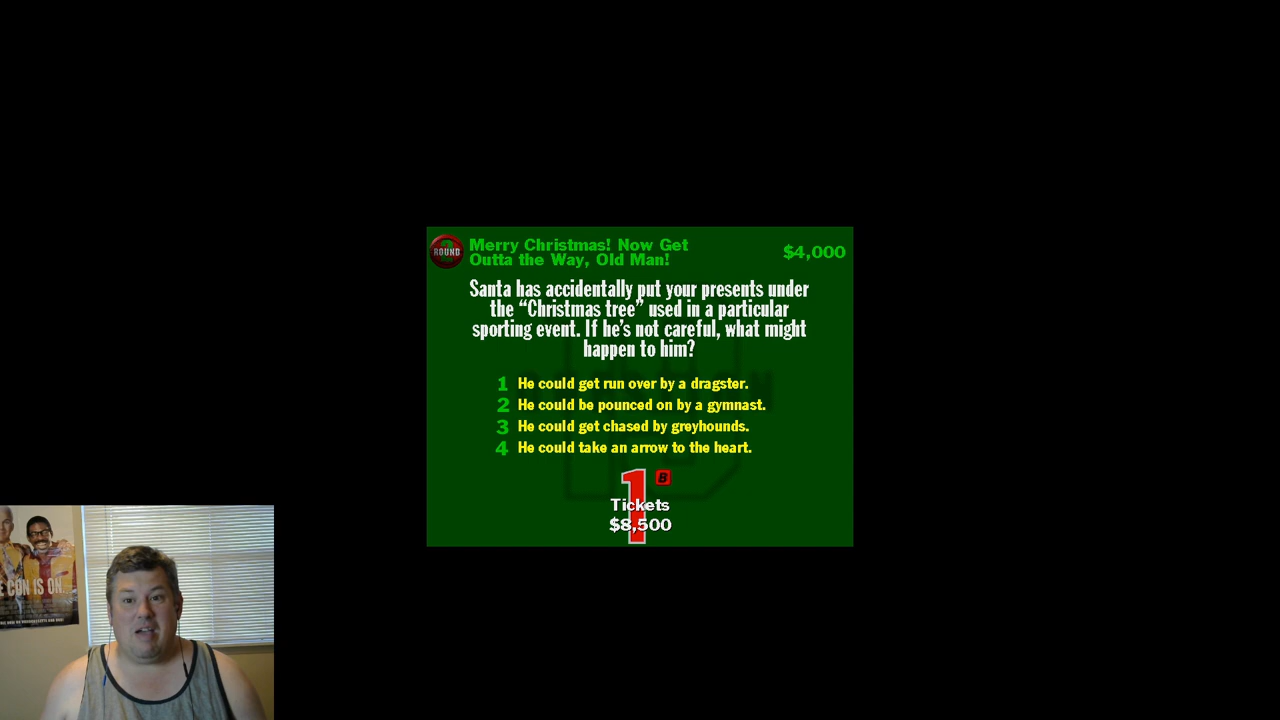 ROUND
Merry Christmas! Now Get
Outta the Way, Old Man!
$4,000
Santa has accidentally put your presents under
the “Christmas tree” used in a particular
sporting event. If he’s not careful, what might
happen to him?
1 He could get run over by a dragster.
2 He could be pounced on by a gymnast.
3 He could get chased by greyhounds.
4 He could take an arrow to the heart.
1 B
Tickets
$8,500
CON IS ON